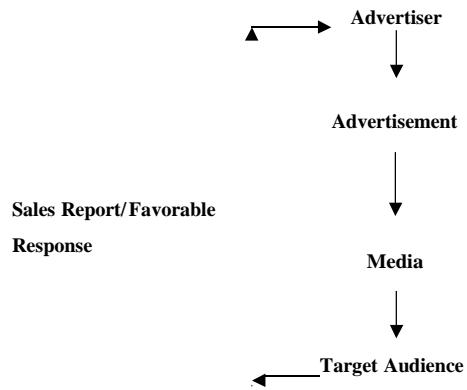 Advertiser
Advertisement
Sales Report/Favorable
Response
Media
Target Audience